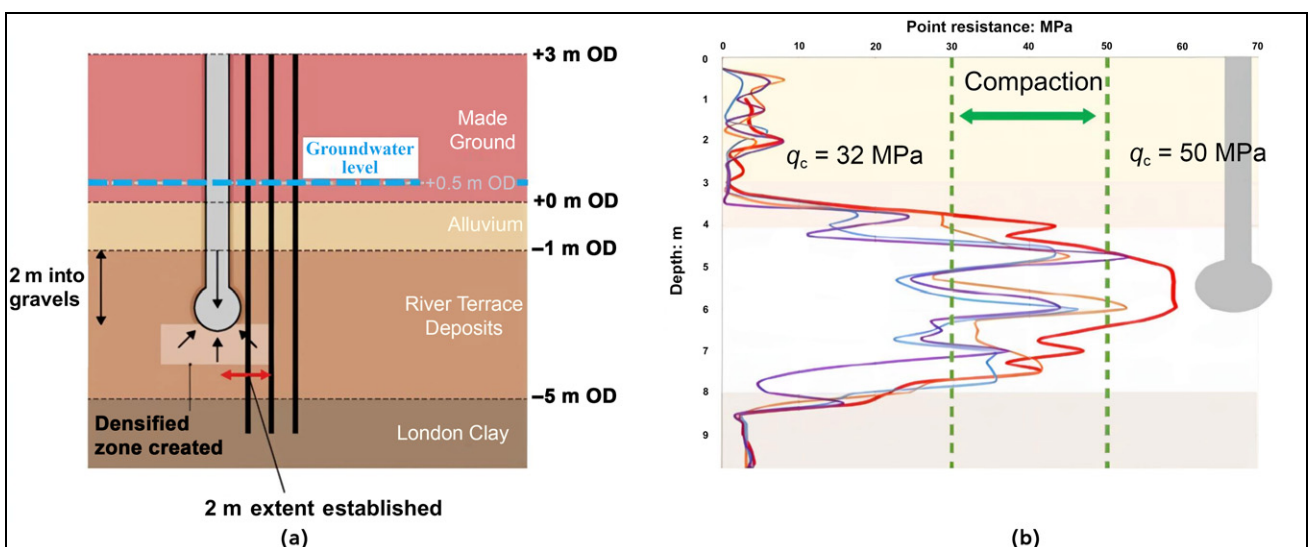 +3 m OD
Made
Ground
Groundwater
level
+0.5 m OD
+0 m OD
Alluvium
–1 m OD
2 m into
gravels
River Terrace
Deposits
–5 m OD
Densified
zone created
London Clay
2 m extent established
(a)
Point resistance: MPa
0 10 20 30 40 50 60 70
Compaction
qc = 32 MPa
qc = 50 MPa
Depth: m
0
1
2
3
4
5
6
7
8
9
(b)